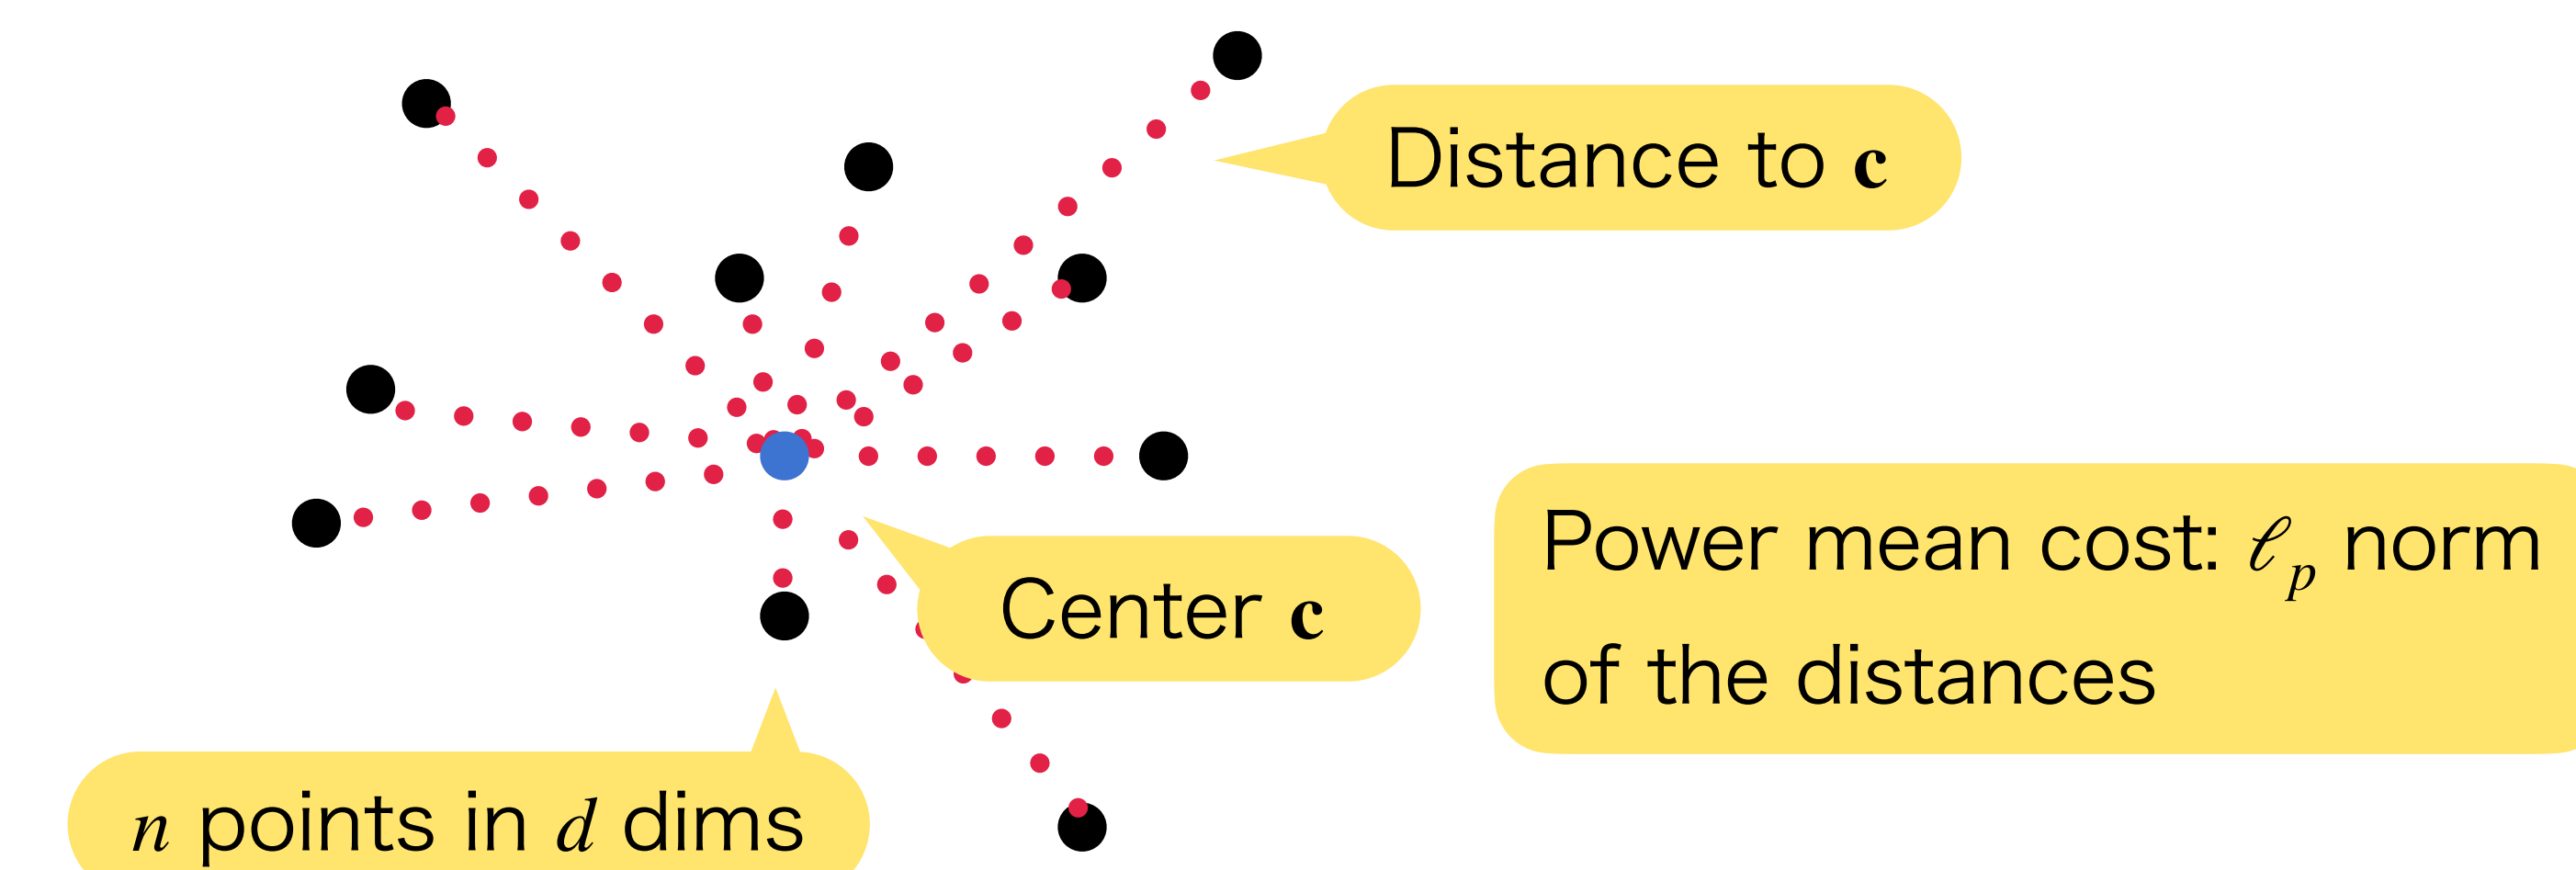 Distance to c
Power mean cost: ℓp norm
of the distances
Center c
n points in d dims